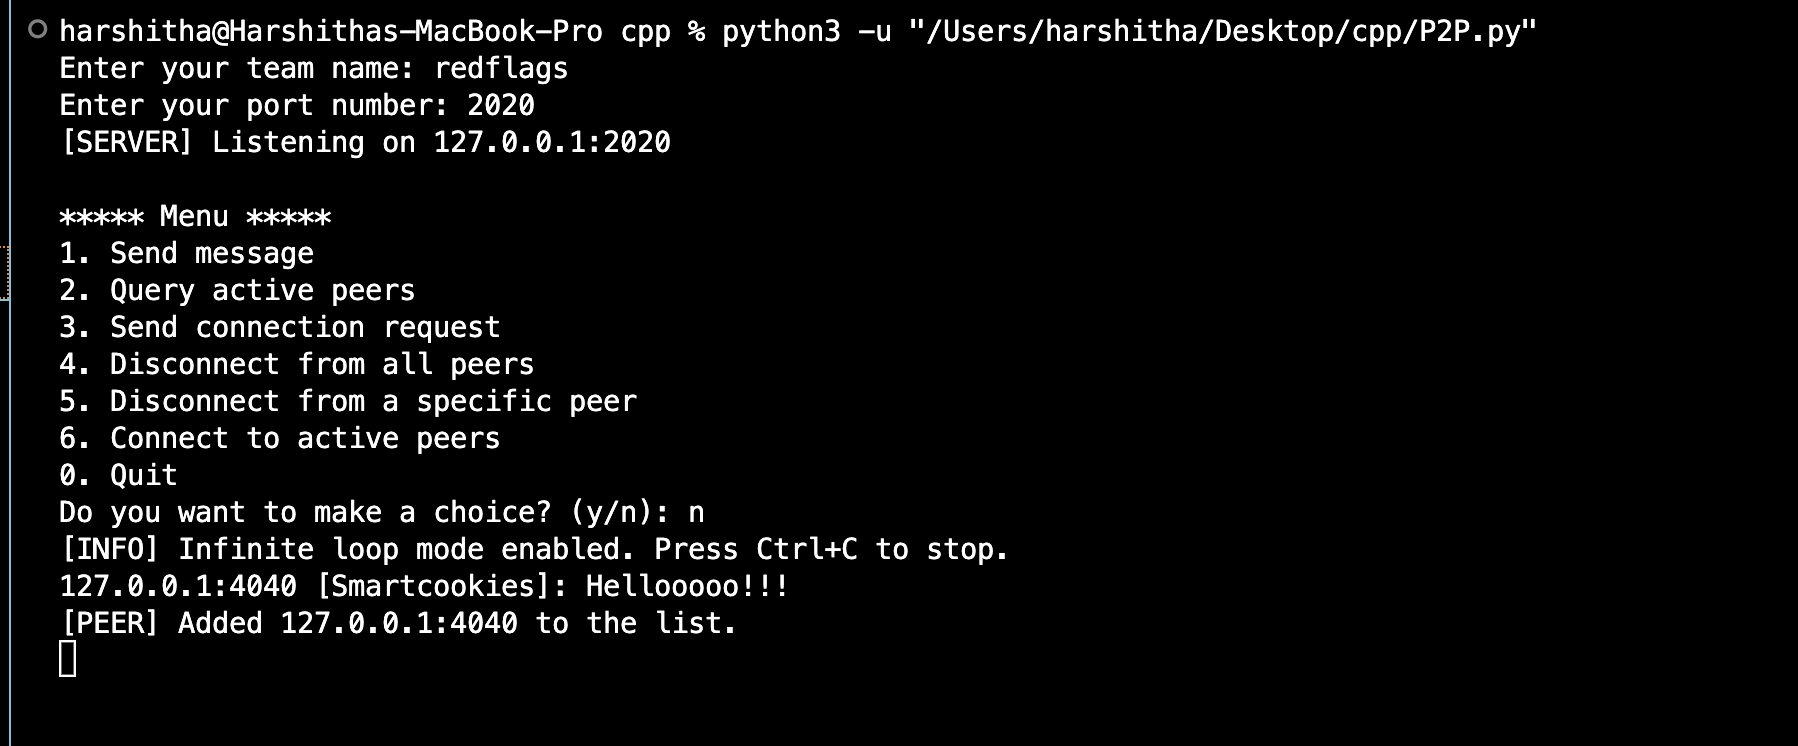 harshitha@Harshithas-MacBook-Pro cpp % python3 -u "/Users/harshitha/Desktop/cpp/P2P.py"
Enter your team name: redflags
Enter your port number: 2020
[SERVER] Listening on 127.0.0.1:2020
***** Menu *****
1. Send message
2. Query active peers
3. Send connection request
4. Disconnect from all peers
5. Disconnect from a specific peer
6. Connect to active peers
0. Quit
Do you want to make a choice? (y/n): n
[INFO] Infinite loop mode enabled. Press Ctrl+C to stop.
127.0.0.1:4040 [Smartcookies]: Hellooooo!!!
[PEER] Added 127.0.0.1:4040 to the list.